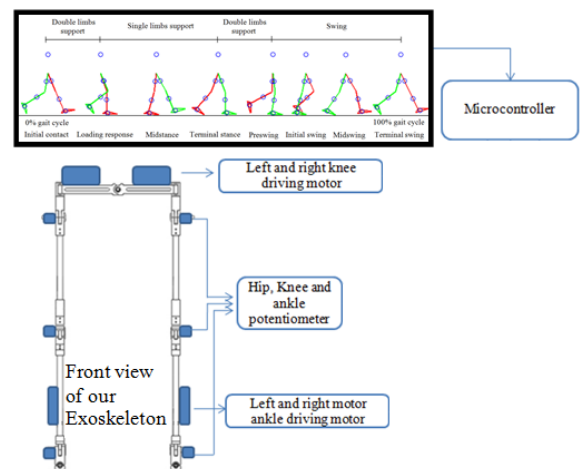 Double limbs support
Single limbs support
Double limbs support
Swing
0% gait cycle
100% gait cycle
Initial contact
Loading response
Midstance
Terminal stance
Preswing
Initial swing
Midswing
Terminal swing
Microcontroller
Left and right knee
driving motor
Hip, Knee and
ankle
potentiometer
Front view
of our
Exoskeleton
Left and right motor
ankle driving motor